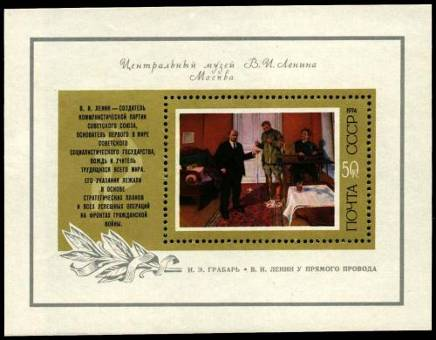 Центральный музей В.И.Ленина
Москва
В. И. ЛЕНИН — СОЗДАТЕЛЬ
КОММУНИСТИЧЕСКОЙ ПАРТИИ
СОВЕТСКОГО СОЮЗА,
ОСНОВАТЕЛЬ ПЕРВОГО В МИРЕ
СОВЕТСКОГО
СОЦИАЛИСТИЧЕСКОГО ГОСУДАРСТВА,
ВОЖДЬ И УЧИТЕЛЬ
ТРУДЯЩИХСЯ ВСЕГО МИРА.
ЕГО УКАЗАНИЯ ЛЕЖАЛИ
В ОСНОВЕ
СТРАТЕГИЧЕСКИХ ПЛАНОВ
И ВСЕХ УСПЕШНЫХ ОПЕРАЦИЙ
НА ФРОНТАХ ГРАЖДАНСКОЙ
ВОЙНЫ.
1974
50к
ПОЧТА СССР
И. Э. ГРАБАРЬ • В. И. ЛЕНИН У ПРЯМОГО ПРОВОДА